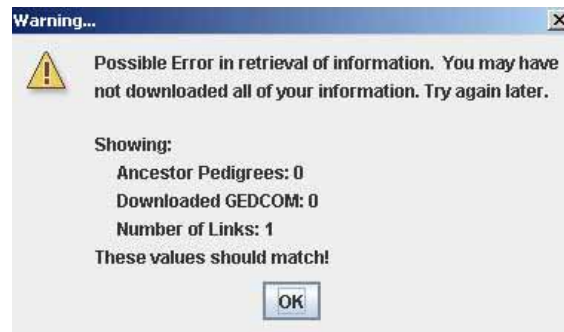 Warning...
Possible Error in retrieval of information. You may have
not downloaded all of your information. Try again later.
Showing:
Ancestor Pedigrees: 0
Downloaded GEDCOM: 0
Number of Links: 1
These values should match!
OK